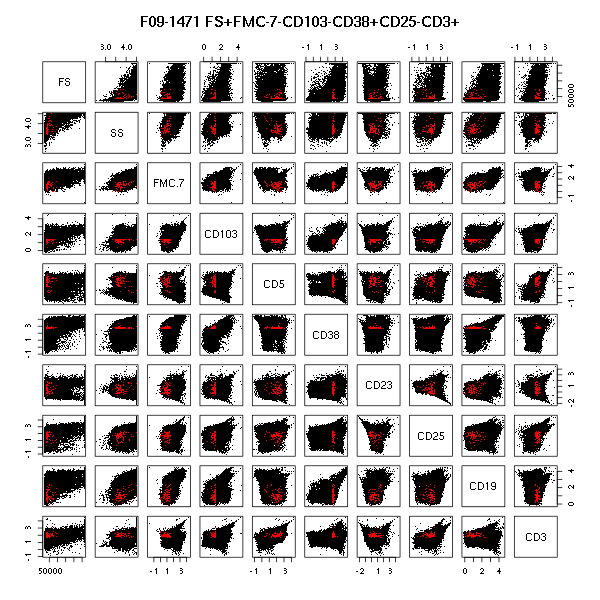 F09-1471 FS+FMC-7-CD103-CD38+CD25-CD3+
3.0 4.0 0 2 4 -1 1 3 -1 1 3 -1 1 3
FS
50000
SS
3.0 4.0
FMC.7
-1 1 2 4
CD103
0 2 4
CD5
-1 1 3
CD38
-1 1 3
CD23
-2 1 3
CD25
-1 1 3
CD19
0 2 4
CD3
-1 1 3
50000 -1 1 3 -1 1 3 -2 1 3 0 2 4